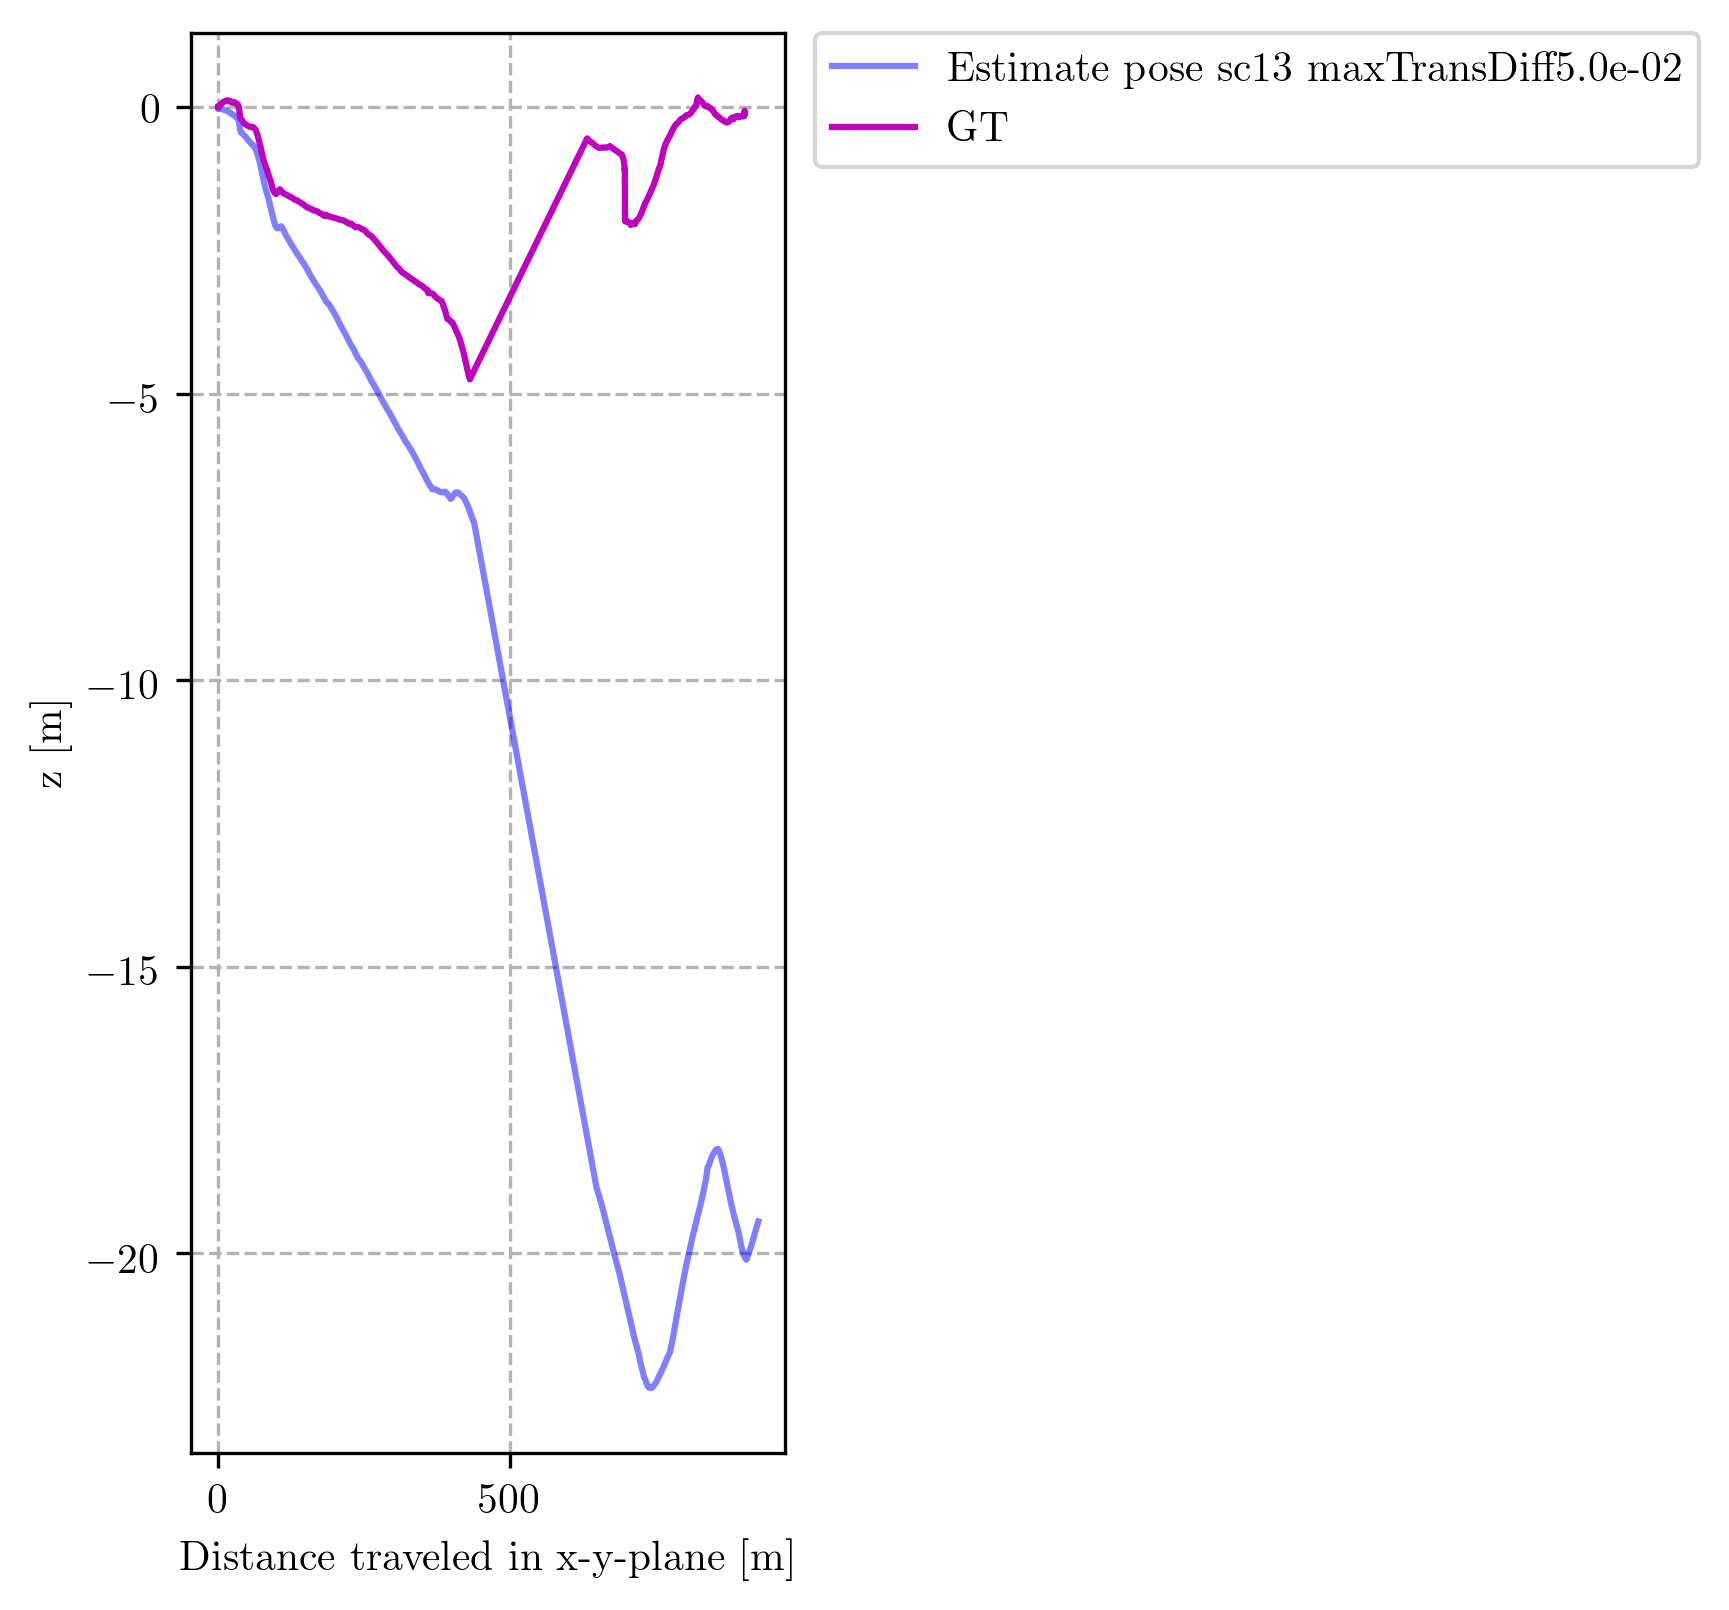 Estimate pose sc13 maxTransDiff5.0e-02
GT
0
−5
−10
−15
−20
z [m]
0 500
Distance traveled in x-y-plane [m]